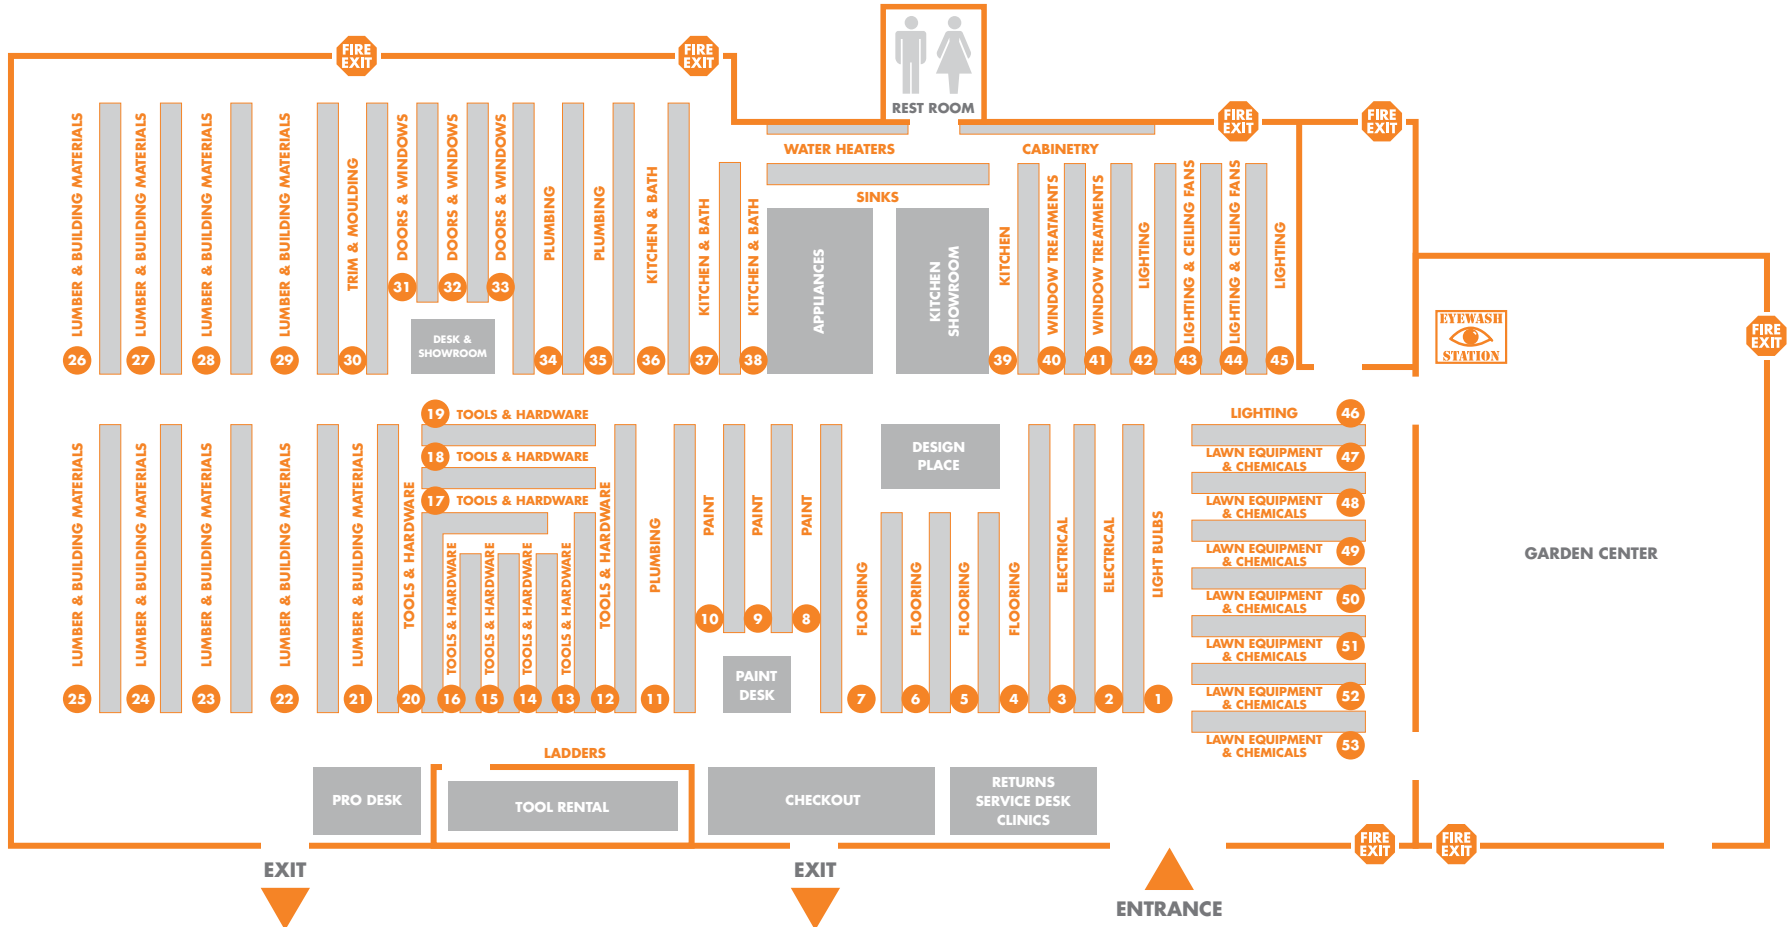 FIRE
EXIT
FIRE
EXIT
REST ROOM
FIRE
EXIT
FIRE
EXIT
WATER HEATERS
CABINETRY
SINKS
LUMBER & BUILDING MATERIALS
26
LUMBER & BUILDING MATERIALS
27
LUMBER & BUILDING MATERIALS
28
LUMBER & BUILDING MATERIALS
29
TRIM & MOULDING
30
DOORS & WINDOWS
31
DOORS & WINDOWS
32
DOORS & WINDOWS
33
DESK &
SHOWROOM
PLUMBING
34
PLUMBING
35
KITCHEN & BATH
36
KITCHEN & BATH
37
KITCHEN & BATH
38
APPLIANCES
KITCHEN
SHOWROOM
KITCHEN
39
WINDOW TREATMENTS
40
WINDOW TREATMENTS
41
LIGHTING
42
LIGHTING & CEILING FANS
43
LIGHTING & CEILING FANS
44
LIGHTING
45
EYEWASH
STATION
FIRE
EXIT
LUMBER & BUILDING MATERIALS
25
LUMBER & BUILDING MATERIALS
24
LUMBER & BUILDING MATERIALS
23
LUMBER & BUILDING MATERIALS
22
LUMBER & BUILDING MATERIALS
21
TOOLS & HARDWARE
20
19 TOOLS & HARDWARE
18 TOOLS & HARDWARE
17 TOOLS & HARDWARE
TOOLS & HARDWARE
16
TOOLS & HARDWARE
15
TOOLS & HARDWARE
14
TOOLS & HARDWARE
13
TOOLS & HARDWARE
12
PLUMBING
11
PAINT
10
PAINT
9
PAINT
8
PAINT
DESK
FLOORING
7
DESIGN
PLACE
FLOORING
6
FLOORING
5
FLOORING
4
ELECTRICAL
3
ELECTRICAL
2
LIGHT BULBS
1
LIGHTING 46
LAWN EQUIPMENT
& CHEMICALS 47
LAWN EQUIPMENT
& CHEMICALS 48
LAWN EQUIPMENT
& CHEMICALS 49
LAWN EQUIPMENT
& CHEMICALS 50
LAWN EQUIPMENT
& CHEMICALS 51
LAWN EQUIPMENT
& CHEMICALS 52
LAWN EQUIPMENT
& CHEMICALS 53
GARDEN CENTER
LADDERS
PRO DESK
TOOL RENTAL
CHECKOUT
RETURNS
SERVICE DESK
CLINICS
FIRE
EXIT
FIRE
EXIT
EXIT
EXIT
ENTRANCE